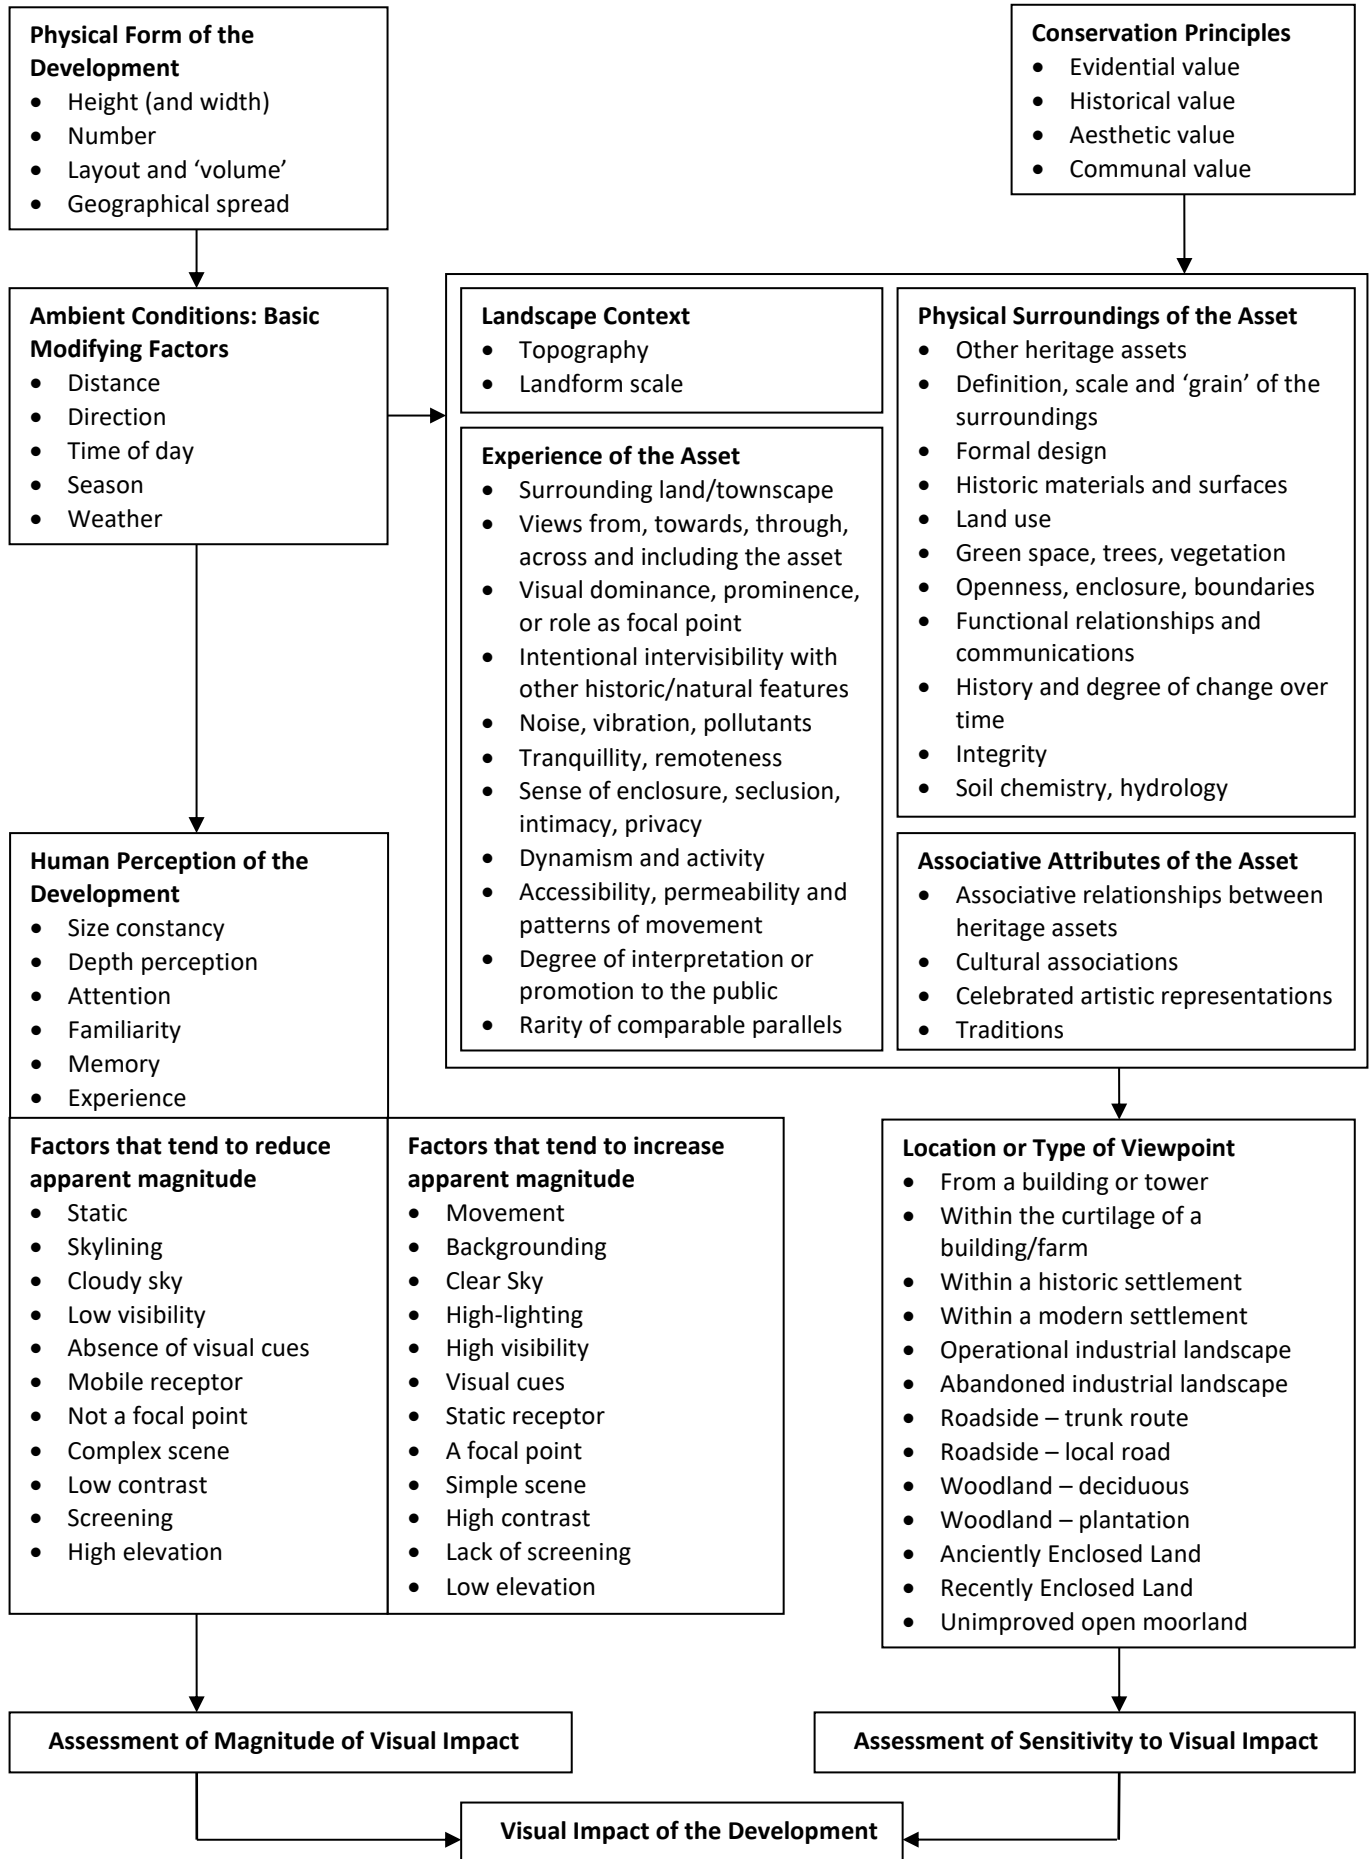 Physical Form of the
Development
• Height (and width)
• Number
• Layout and ‘volume’
• Geographical spread
Conservation Principles
• Evidential value
• Historical value
• Aesthetic value
• Communal value
Ambient Conditions: Basic
Modifying Factors
• Distance
• Direction
• Time of day
• Season
• Weather
Landscape Context
• Topography
• Landform scale
Experience of the Asset
• Surrounding land/townscape
• Views from, towards, through,
across and including the asset
• Visual dominance, prominence,
or role as focal point
• Intentional intervisibility with
other historic/natural features
• Noise, vibration, pollutants
• Tranquillity, remoteness
• Sense of enclosure, seclusion,
intimacy, privacy
• Dynamism and activity
• Accessibility, permeability and
patterns of movement
• Degree of interpretation or
promotion to the public
• Rarity of comparable parallels
Physical Surroundings of the Asset
• Other heritage assets
• Definition, scale and ‘grain’ of the
surroundings
• Formal design
• Historic materials and surfaces
• Land use
• Green space, trees, vegetation
• Openness, enclosure, boundaries
• Functional relationships and
communications
• History and degree of change over
time
• Integrity
• Soil chemistry, hydrology
Associative Attributes of the Asset
• Associative relationships between
heritage assets
• Cultural associations
• Celebrated artistic representations
• Traditions
Human Perception of the
Development
• Size constancy
• Depth perception
• Attention
• Familiarity
• Memory
• Experience
Factors that tend to reduce
apparent magnitude
• Static
• Skylining
• Cloudy sky
• Low visibility
• Absence of visual cues
• Mobile receptor
• Not a focal point
• Complex scene
• Low contrast
• Screening
• High elevation
Factors that tend to increase
apparent magnitude
• Movement
• Backgrounding
• Clear Sky
• High-lighting
• High visibility
• Visual cues
• Static receptor
• A focal point
• Simple scene
• High contrast
• Lack of screening
• Low elevation
Location or Type of Viewpoint
• From a building or tower
• Within the curtilage of a
building/farm
• Within a historic settlement
• Within a modern settlement
• Operational industrial landscape
• Abandoned industrial landscape
• Roadside – trunk route
• Roadside – local road
• Woodland – deciduous
• Woodland – plantation
• Anciently Enclosed Land
• Recently Enclosed Land
• Unimproved open moorland
Assessment of Magnitude of Visual Impact
Assessment of Sensitivity to Visual Impact
Visual Impact of the Development